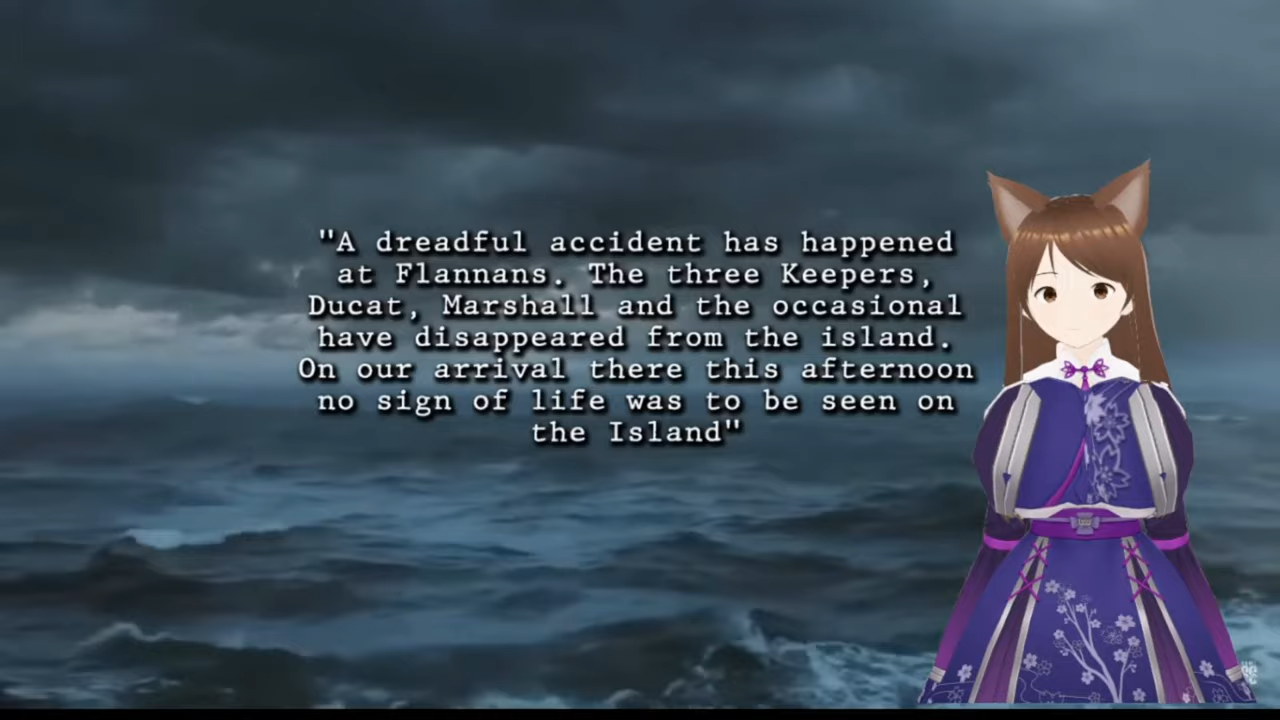 "A dreadful accident has happened
at Flannans. The three Keepers,
Ducat, Marshall and the occasional
have disappeared from the island.
On our arrival there this afternoon
no sign of life was to be seen on
the Island"